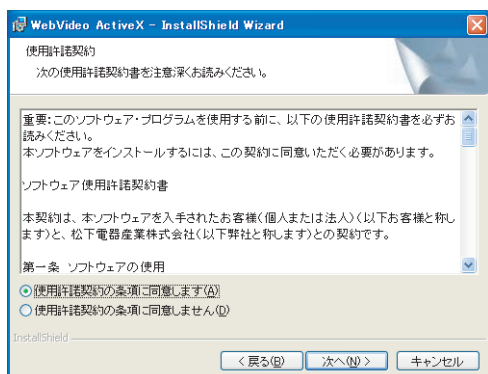 WebVideo ActiveX - InstallShield Wizard
使用許諾契約
次の使用許諾契約書を注意深くお読みください。
重要:このソフトウェア・プログラムを使用する前に、以下の使用許諾契約書を必ずお
読みください。
本ソフトウェアをインストールするには、この契約に同意いただく必要があります。
ソフトウェア使用許諾契約書
本契約は、本ソフトウェアを入手されたお客様(個人または法人)(以下お客様と称し
ます)と、松下電器産業株式会社(以下弊社と称します)との契約です。
第一条 ソフトウェアの使用
使用許諾契約の条項に同意します(A)
使用許諾契約の条項に同意しません(D)
InstallShield
< 戻る(B) 次へ(N) > キャンセル